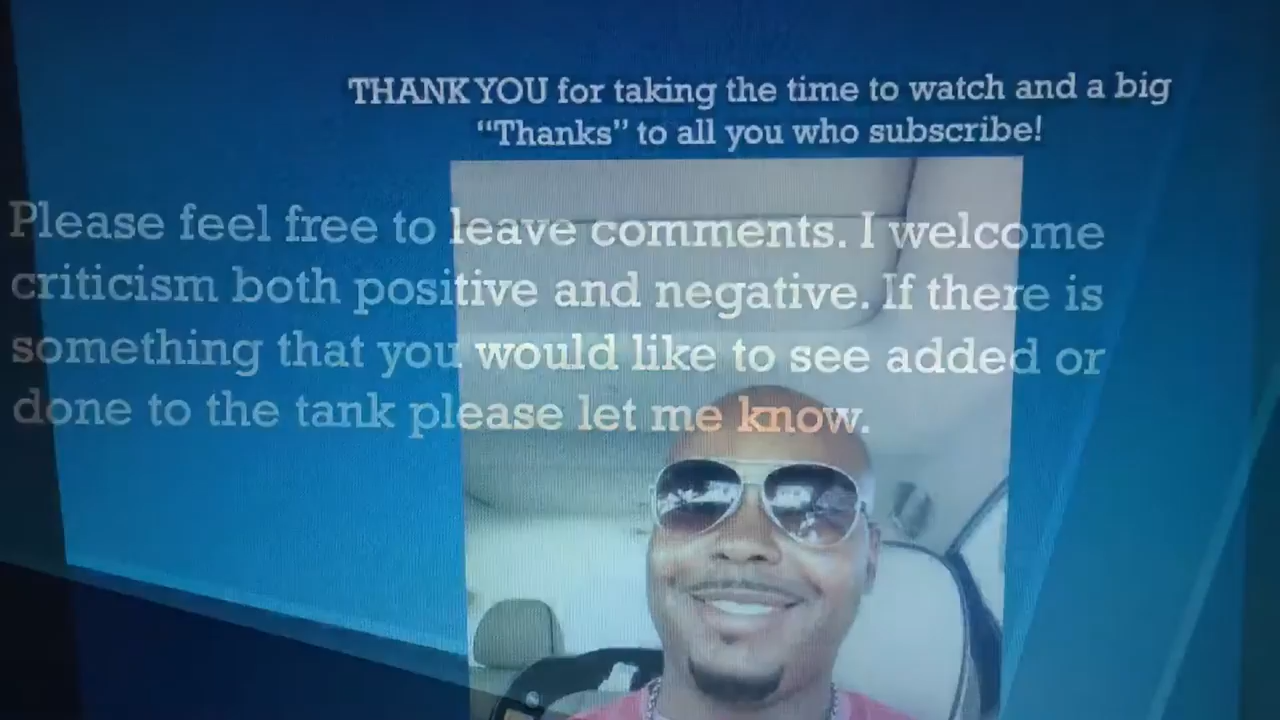 THANK YOU for taking the time to watch and a big
“Thanks” to all you who subscribe!
Please feel free to leave comments. I welcome
criticism both positive and negative. If there is
something that you would like to see added or
done to the tank please let me know.